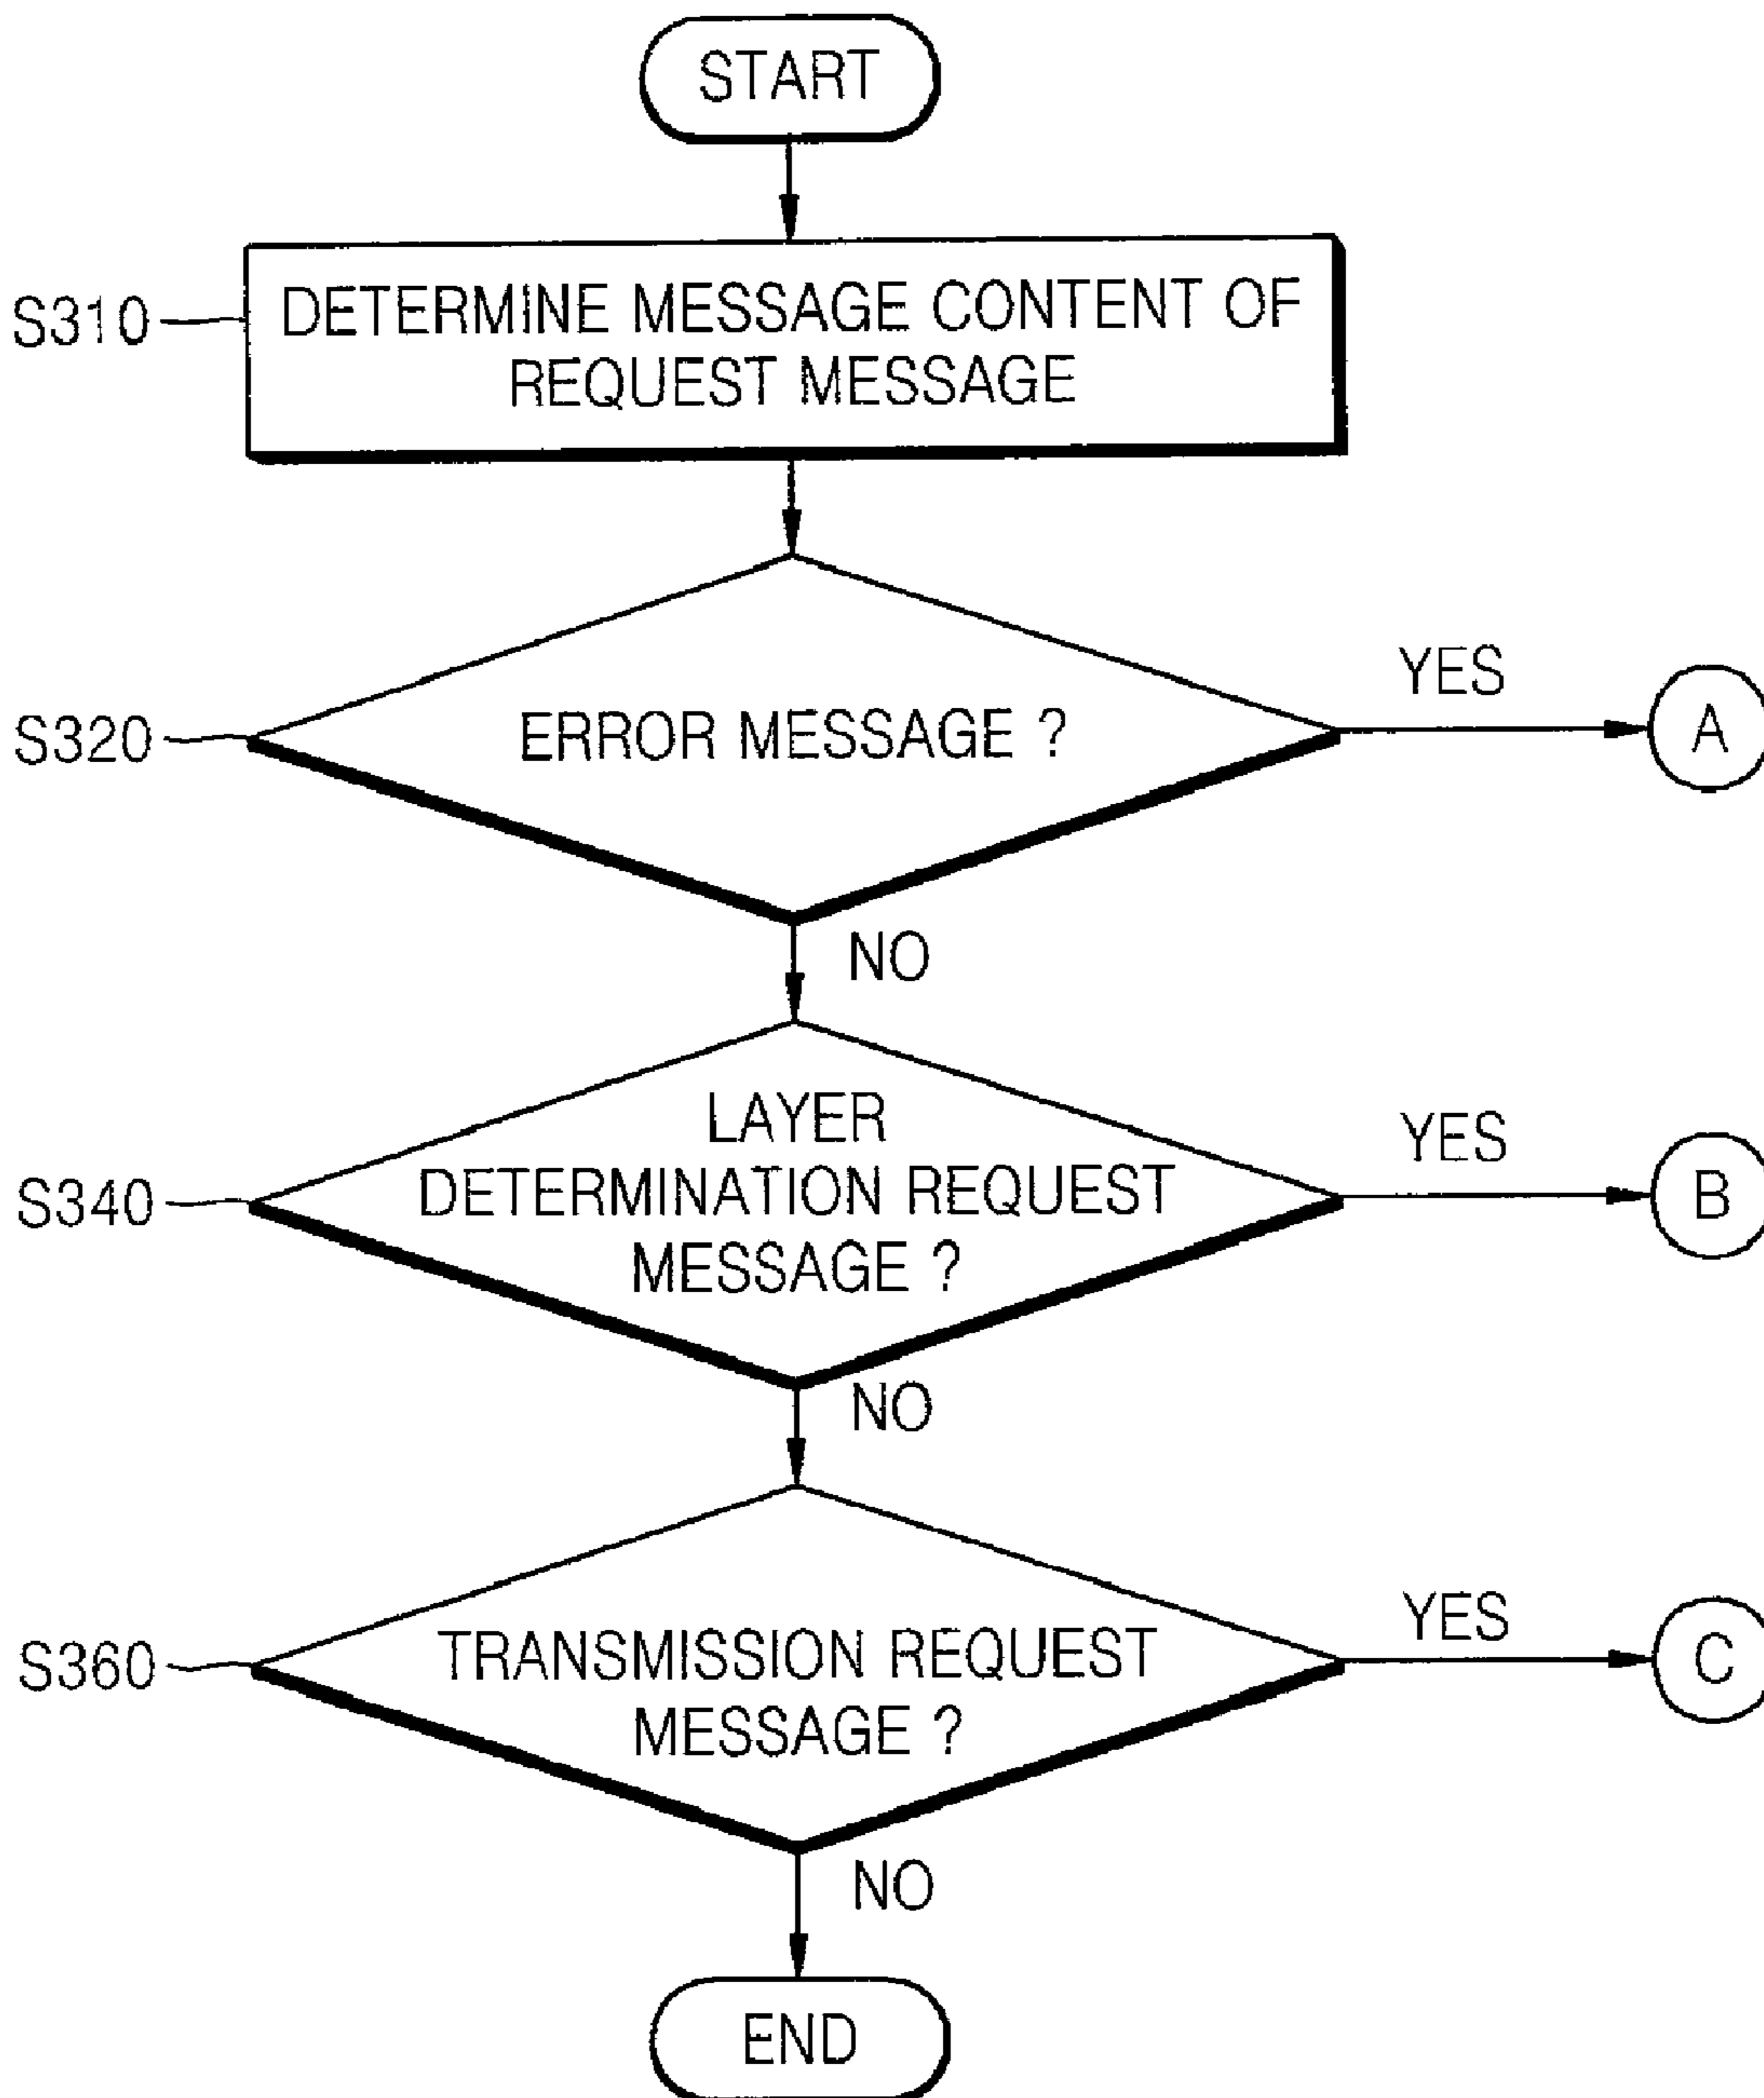 START
S310
DETERMINE MESSAGE CONTENT OF
REQUEST MESSAGE
S320
ERROR MESSAGE ?
YES
A
NO
S340
LAYER
DETERMINATION REQUEST
MESSAGE ?
YES
B
NO
S360
TRANSMISSION REQUEST
MESSAGE ?
YES
C
NO
END